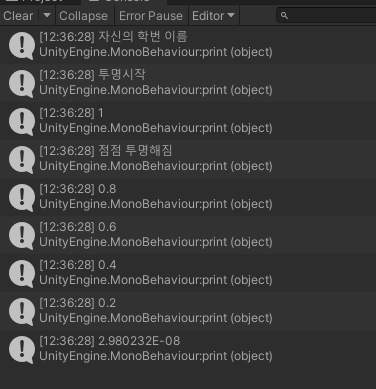 Clear Collapse Error Pause Editor
[12:36:28] 자신의 학번 이름
UnityEngine.MonoBehaviour:print (object)
[12:36:28] 투명시작
UnityEngine.MonoBehaviour:print (object)
[12:36:28] 1
UnityEngine.MonoBehaviour:print (object)
[12:36:28] 점점 투명해짐
UnityEngine.MonoBehaviour:print (object)
[12:36:28] 0.8
UnityEngine.MonoBehaviour:print (object)
[12:36:28] 0.6
UnityEngine.MonoBehaviour:print (object)
[12:36:28] 0.4
UnityEngine.MonoBehaviour:print (object)
[12:36:28] 0.2
UnityEngine.MonoBehaviour:print (object)
[12:36:28] 2.980232E-08
UnityEngine.MonoBehaviour:print (object)